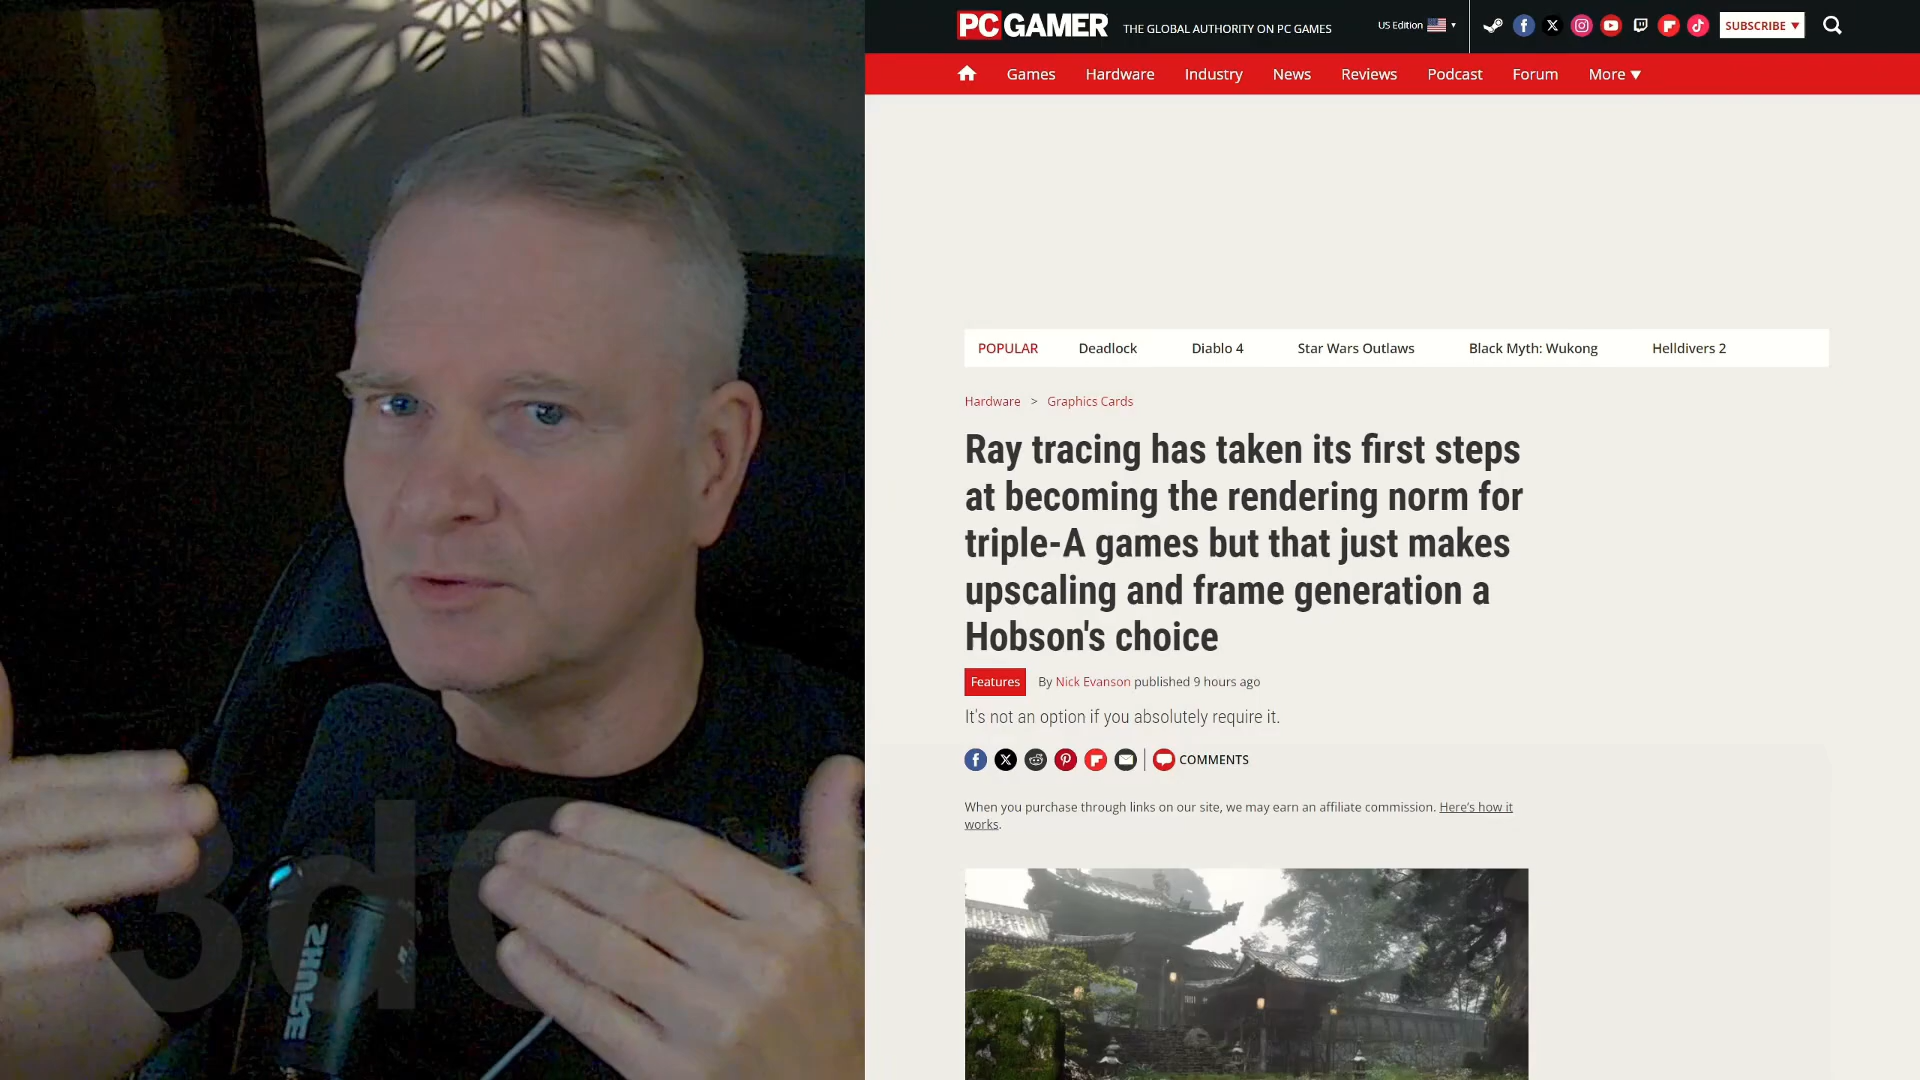 PC GAMER
THE GLOBAL AUTHORITY ON PC GAMES
US Edition
SUBSCRIBE
Games Hardware Industry News Reviews Podcast Forum More
POPULAR Deadlock Diablo 4 Star Wars Outlaws Black Myth: Wukong Helldivers 2
Hardware > Graphics Cards
Ray tracing has taken its first steps
at becoming the rendering norm for
triple-A games but that just makes
upscaling and frame generation a
Hobson's choice
Features By Nick Evanson published 9 hours ago
It's not an option if you absolutely require it.
COMMENTS
When you purchase through links on our site, we may earn an affiliate commission. Here's how it
works.
SHURE